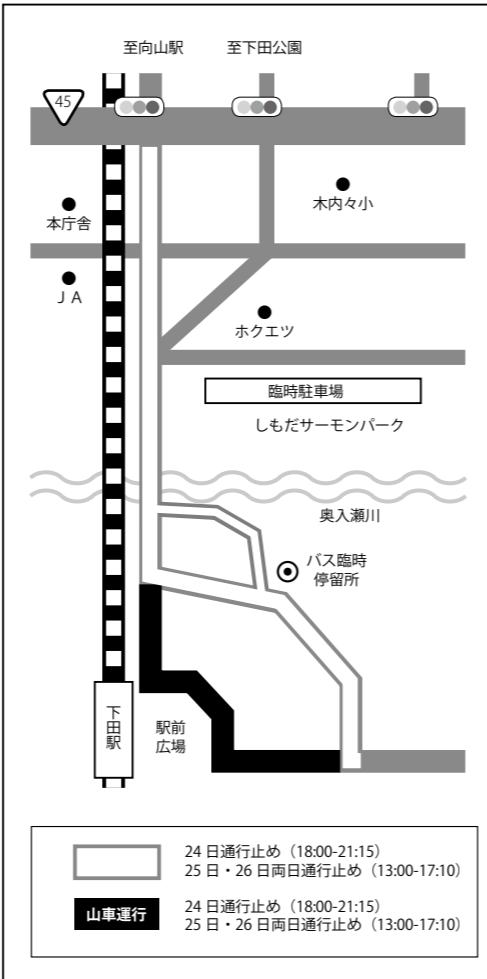 至向山駅
至下田公園
45
木内々小
本庁舎
J A
ホクエツ
臨時駐車場
しもだサーモンパーク
奥入瀬川
バス臨時
停留所
下田駅
駅前
広場
24 日通行止め（18:00-21:15）
25 日・26 日両日通行止め（13:00-17:10）
山車運行
24 日通行止め（18:00-21:15）
25 日・26 日両日通行止め（13:00-17:10）